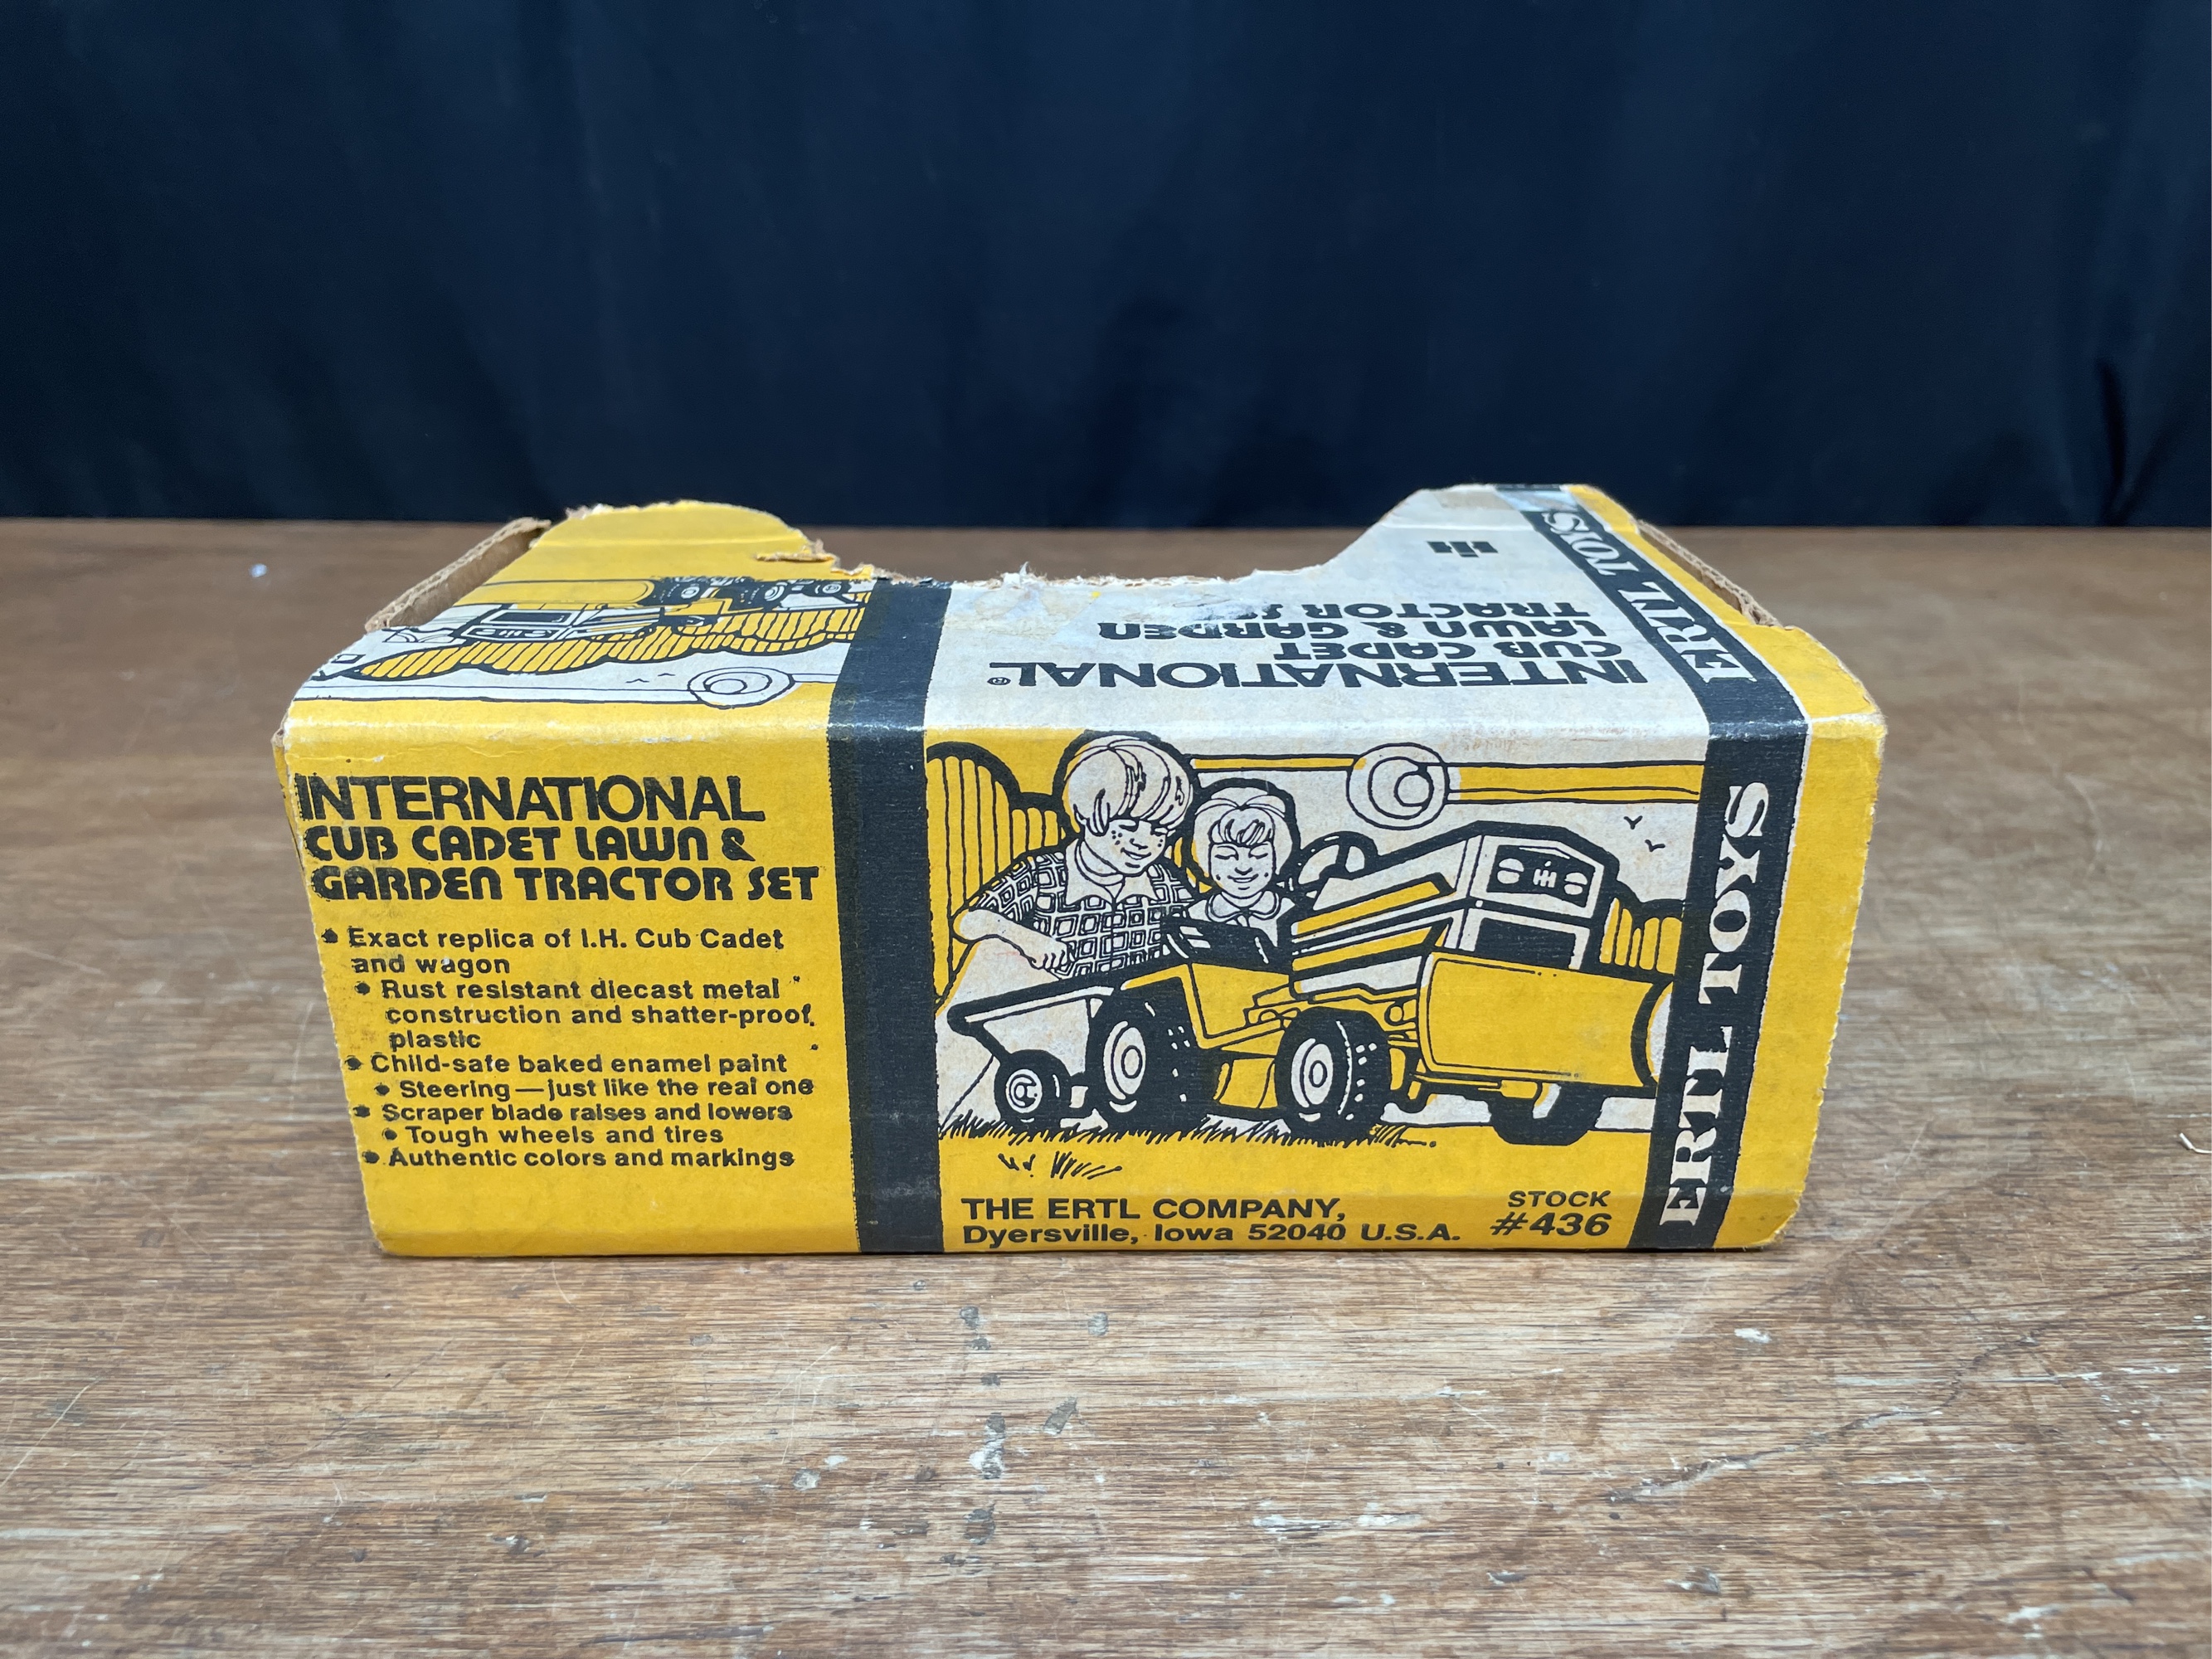 ERTL TOYS
INTERNATIONAL®
CUB CADET
LAWN & GARDEN
TRACTOR
IH
INTERNATIONAL
CUB CADET LAWN &
GARDEN TRACTOR SET
• Exact replica of I.H. Cub Cadet
and wagon
• Rust resistant diecast metal
construction and shatter-proof
plastic
• Child-safe baked enamel paint
• Steering—just like the real one
• Scraper blade raises and lowers
• Tough wheels and tires
• Authentic colors and markings
IH
THE ERTL COMPANY,
Dyersville, Iowa 52040 U.S.A.
STOCK
#436
ERTL TOYS